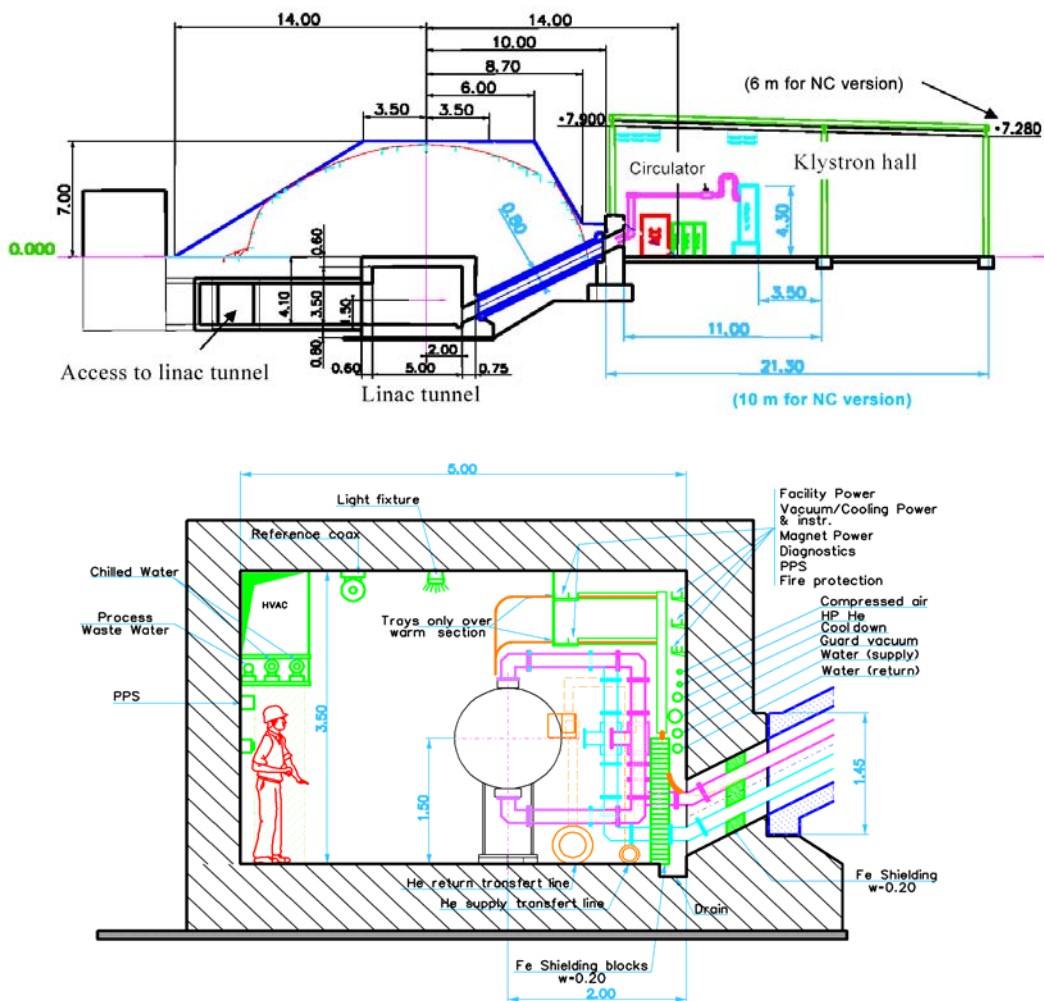 14.00
14.00
10.00
8.70
6.00
3.50
3.50
(6 m for NC version)
7.900
7.280
Circulator
Klystron hall
7.00
0.80
4.30
0.000
0.60
4.10
3.50
1.50
3.50
0.80
2.00
11.00
Access to linac tunnel
0.60
5.00
0.75
21.30
Linac tunnel
(10 m for NC version)
5.00
Light fixture
Reference coax
Facility Power
Vacuum/Cooling Power
& instr.
Magnet Power
Diagnostics
PPS
Fire protection
Chilled Water
HVAC
Process
Waste Water
Trays only over
warm section
Compressed air
HP He
Cool down
Guard vacuum
Water (supply)
Water (return)
PPS
3.50
1.50
1.45
He return transfert line
He supply transfert line
Drain
Fe Shielding
w=0.20
Fe Shielding blocks
w=0.20
2.00